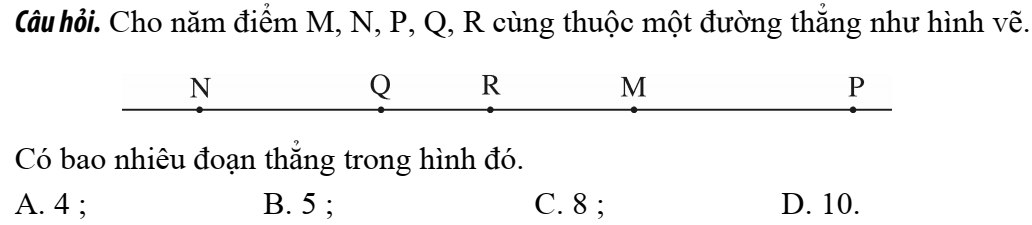 Câu hỏi. Cho năm điểm M, N, P, Q, R cùng thuộc một đường thẳng như hình vẽ.
N Q R M P
Có bao nhiêu đoạn thẳng trong hình đó.
A. 4 ; B. 5 ; C. 8 ; D. 10.